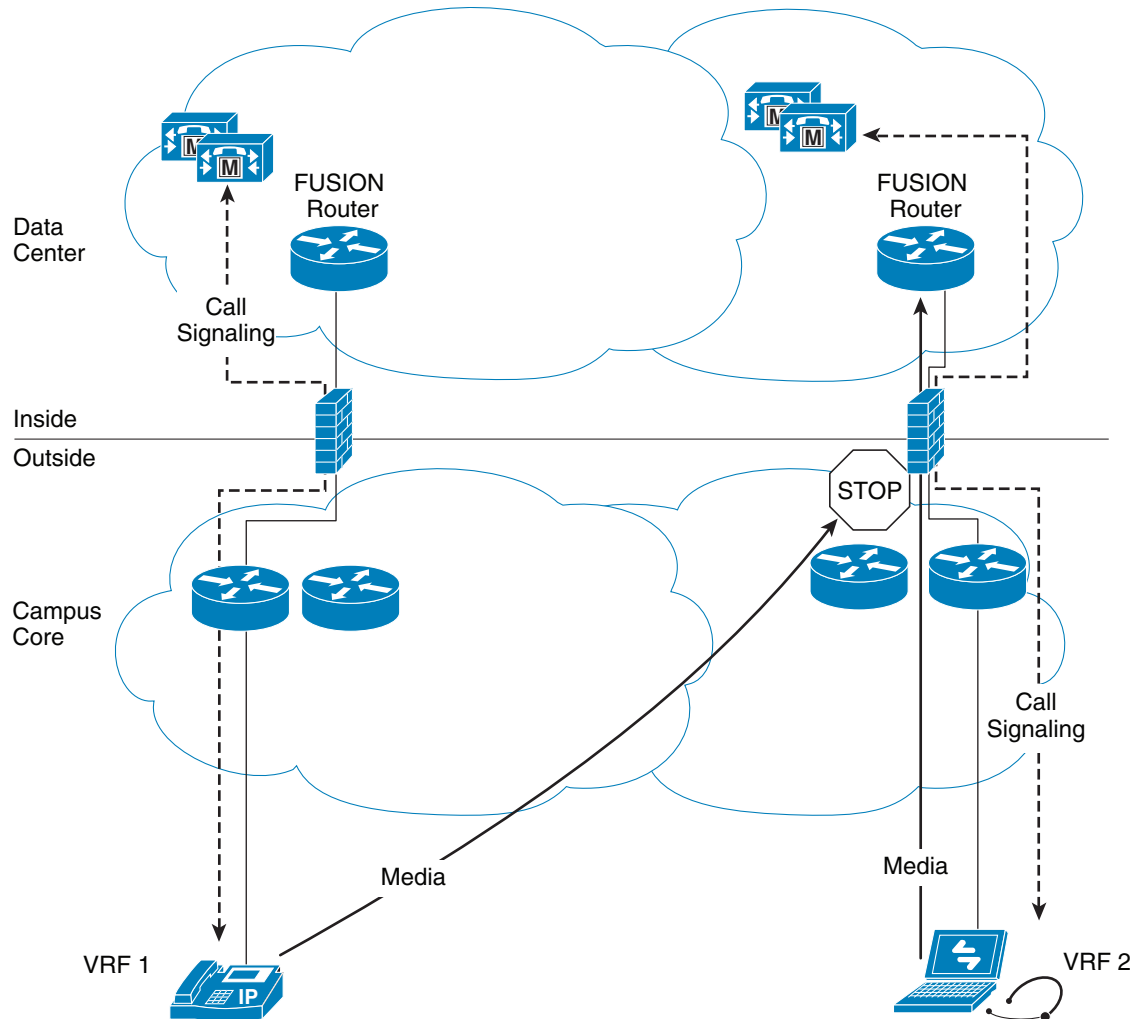 M
M
M
M
FUSION
Router
FUSION
Router
Data
Center
Call
Signaling
Inside
Outside
STOP
Campus
Core
Call
Signaling
Media
Media
VRF 1
IP
VRF 2